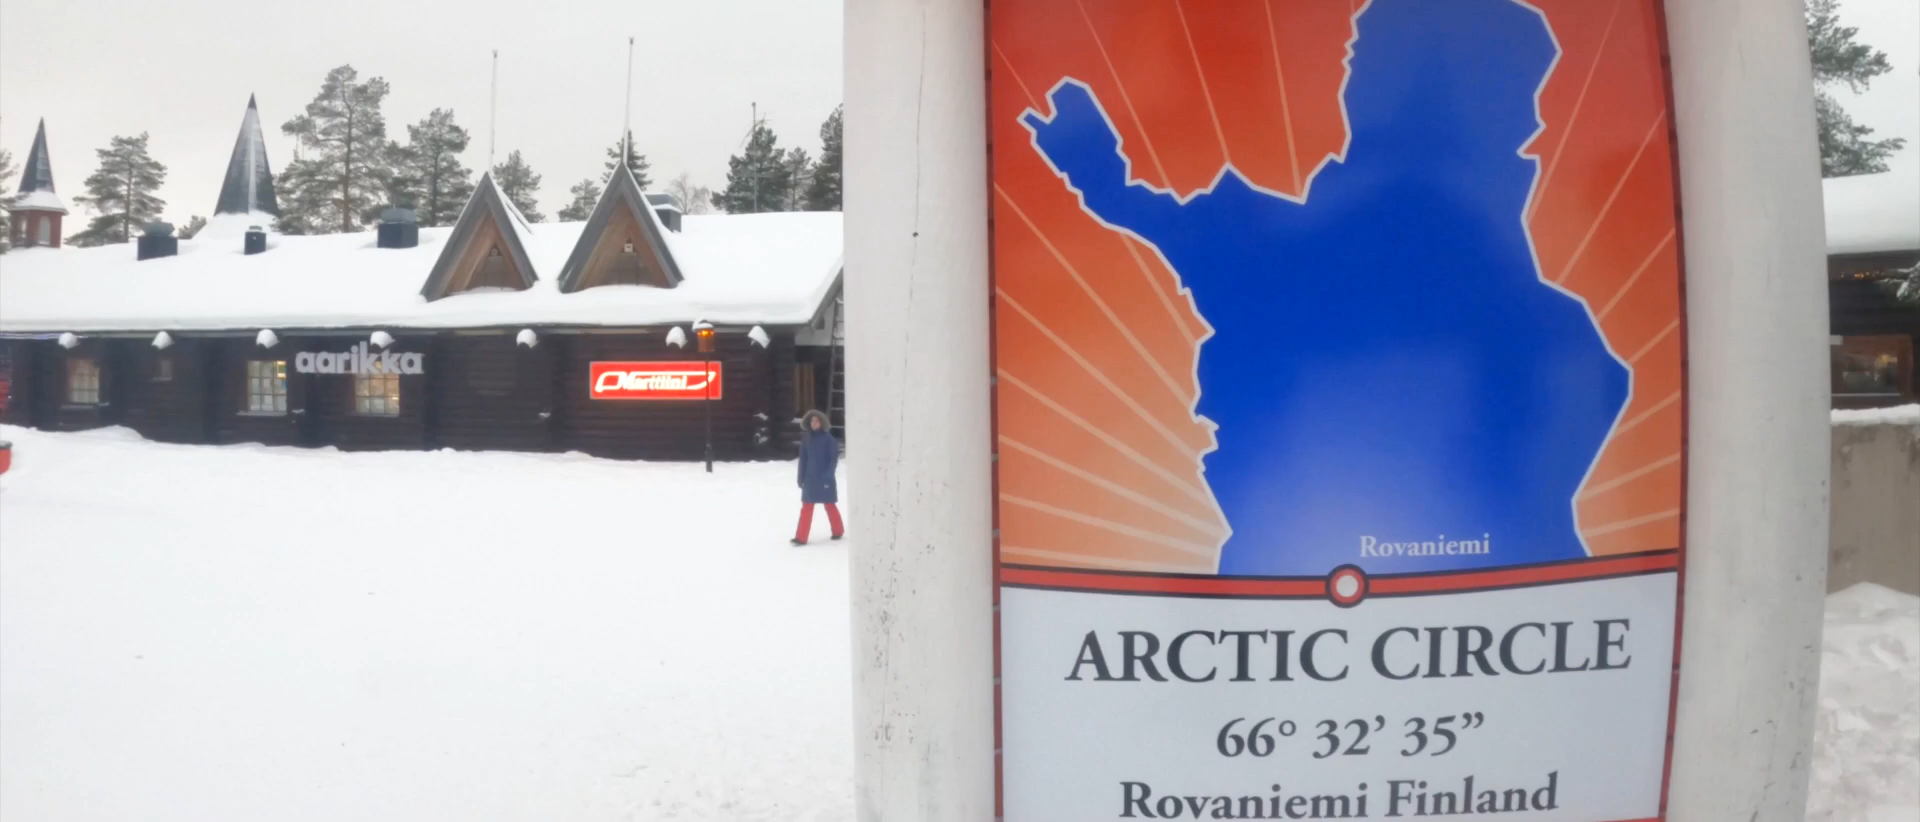 aarikka
Marttiini
Rovaniemi
ARCTIC CIRCLE
66° 32’ 35”
Rovaniemi Finland